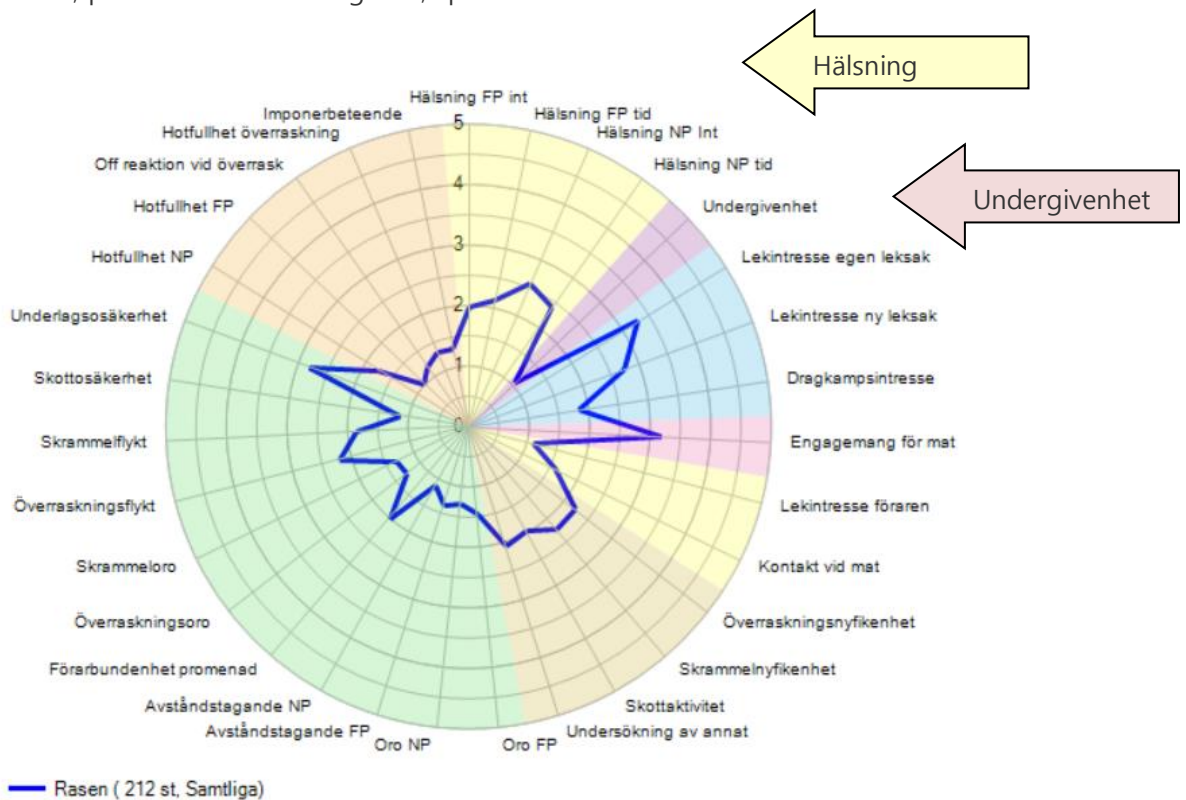 Hälsning
Undergivenhet
Hälsning FP int
Hälsning FP tid
Hälsning NP Int
Hälsning NP tid
Undergivenhet
Lekintresse egen leksak
Lekintresse ny leksak
Dragkampsintresse
Engagemang för mat
Lekintresse föraren
Kontakt vid mat
Överraskningsnyfikenhet
Skrammelnyfikenhet
Skottaktivitet
Undersökning av annat
Oro FP
Oro NP
Avståndstagande FP
Avståndstagande NP
Förarbundenhet promenad
Överraskningsoro
Skrammeloro
Överraskningsflykt
Skrammelflykt
Skottosäkerhet
Underlagsosäkerhet
Hotfullhet NP
Hotfullhet FP
Off reaktion vid överrask
Hotfullhet överraskning
Imponerbeteende
5
4
3
2
1
0
Rasen ( 212 st, Samtliga)